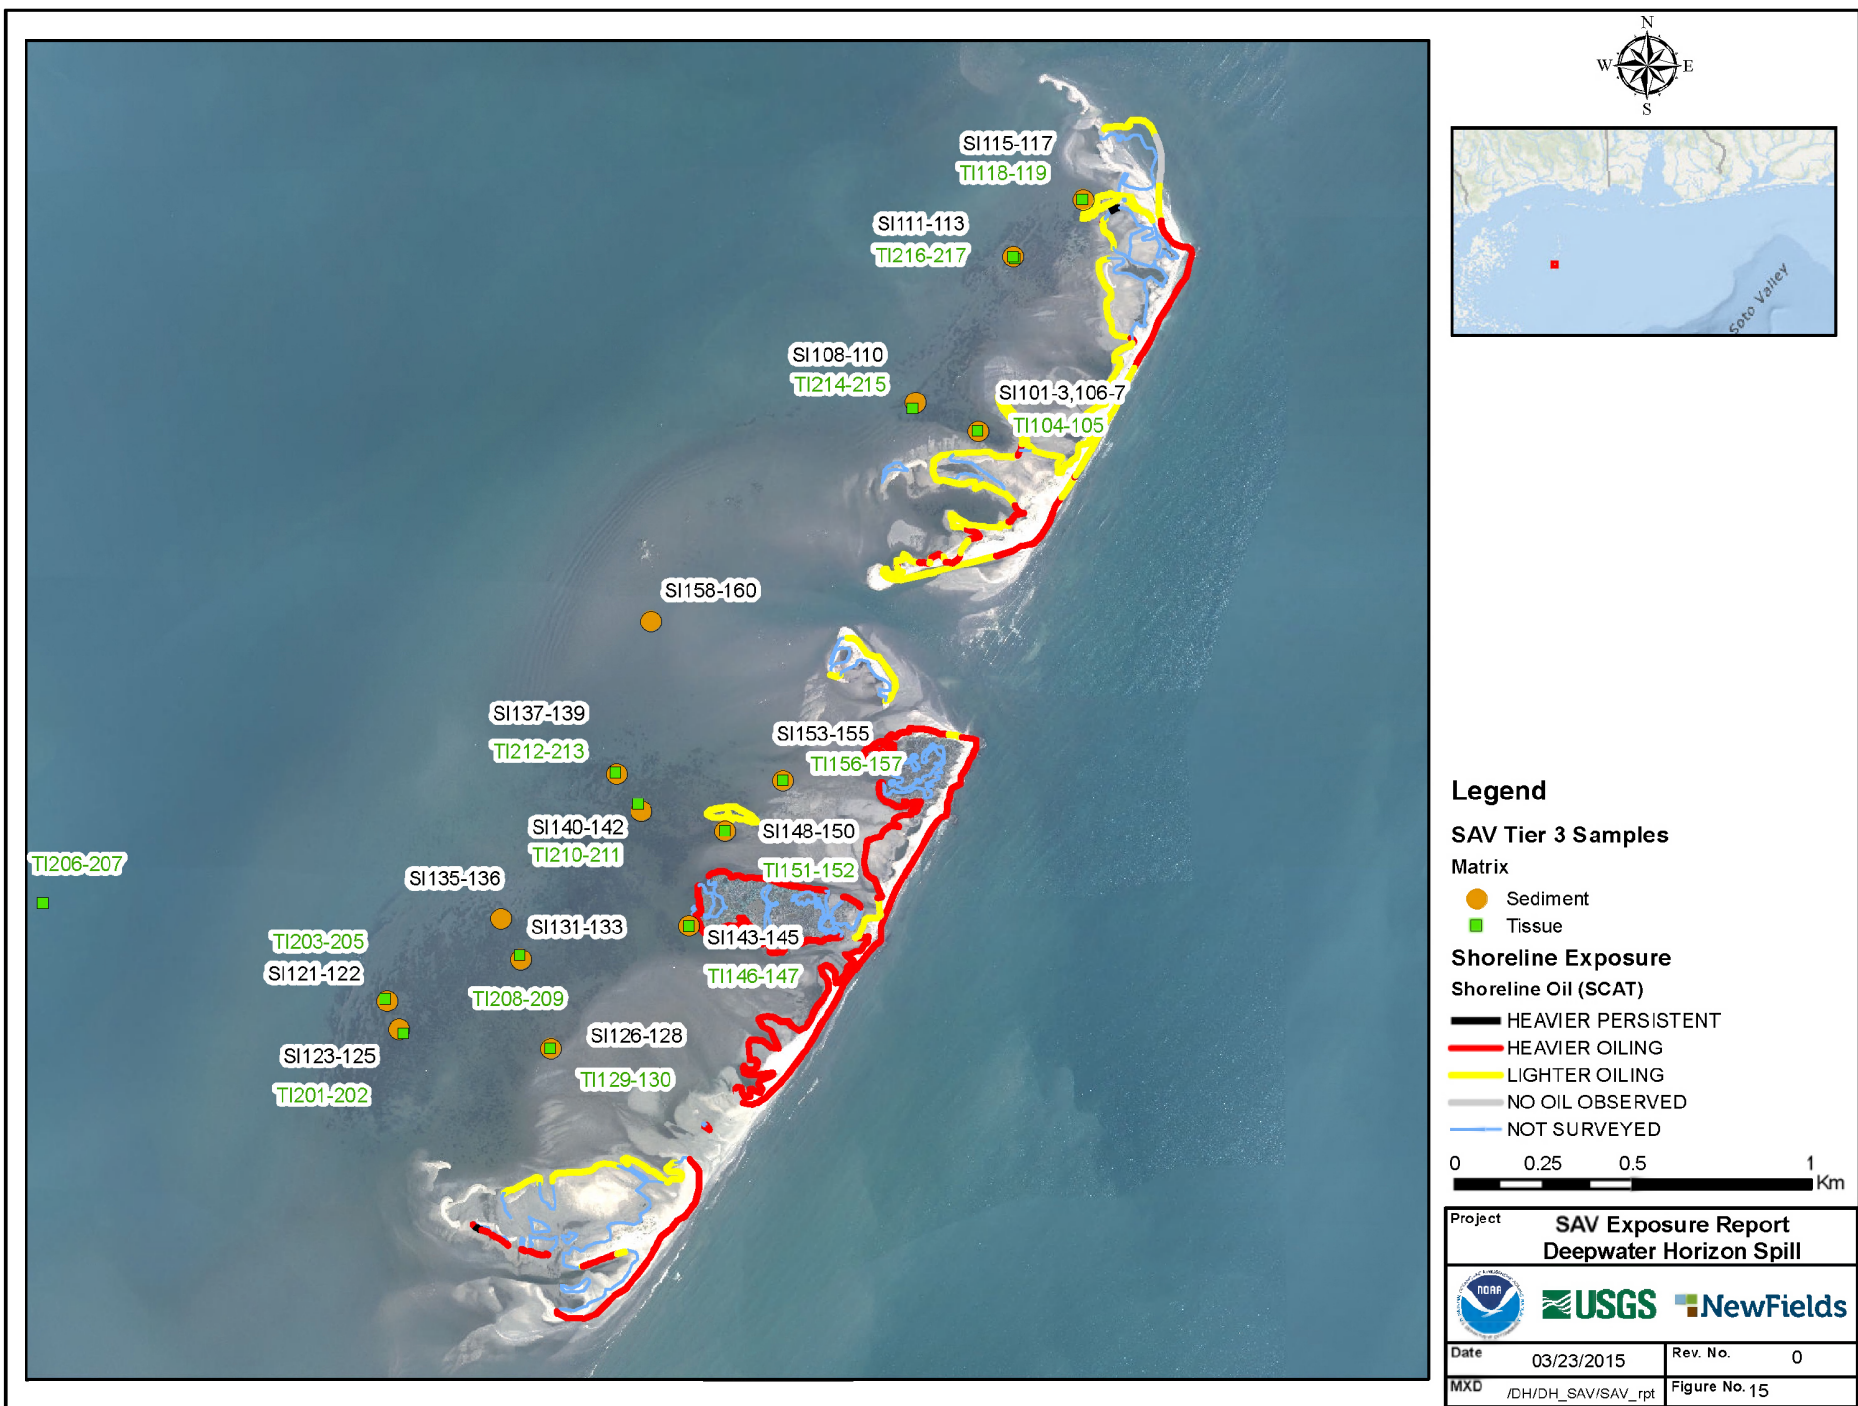 N
W E
S
Soto Valley
SI115-117
TI118-119
SI111-113
TI216-217
SI108-110
TI214-215
SI101-3,106-7
TI104-105
SI158-160
SI137-139
TI212-213
SI153-155
TI156-157
SI140-142
TI210-211
SI148-150
TI151-152
TI206-207
SI135-136
SI131-133
TI203-205
SI121-122
SI143-145
TI146-147
TI208-209
SI126-128
TI129-130
SI123-125
TI201-202
Legend
SAV Tier 3 Samples
Matrix
Sediment
Tissue
Shoreline Exposure
Shoreline Oil (SCAT)
HEAVIER PERSISTENT
HEAVIER OILING
LIGHTER OILING
NO OIL OBSERVED
NOT SURVEYED
0 0.25 0.5 1
Km
Project SAV Exposure Report
Deepwater Horizon Spill
NOAA USGS NewFields
Date 03/23/2015 Rev. No. 0
MXD /DH/DH_SAV/SAV_rpt Figure No. 15